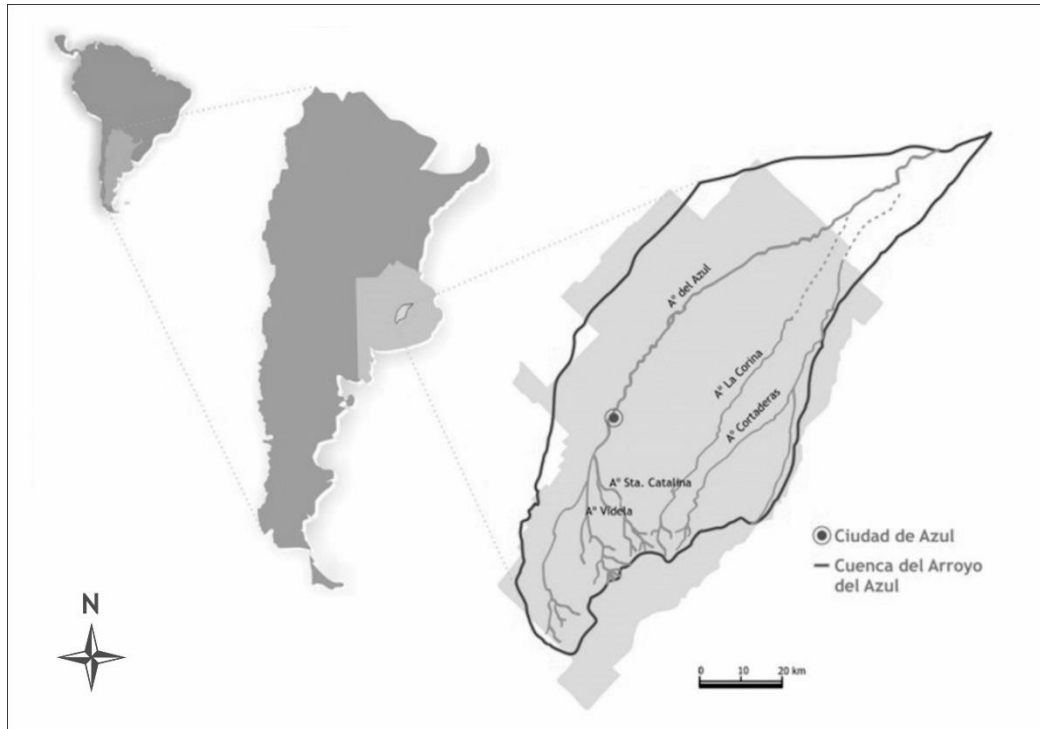 Aº del Azul
Aº La Corina
Aº Cortaderas
Aº Sta. Catalina
Aº Videla
Ciudad de Azul
Cuenca del Arroyo
del Azul
N
0 10 20 km